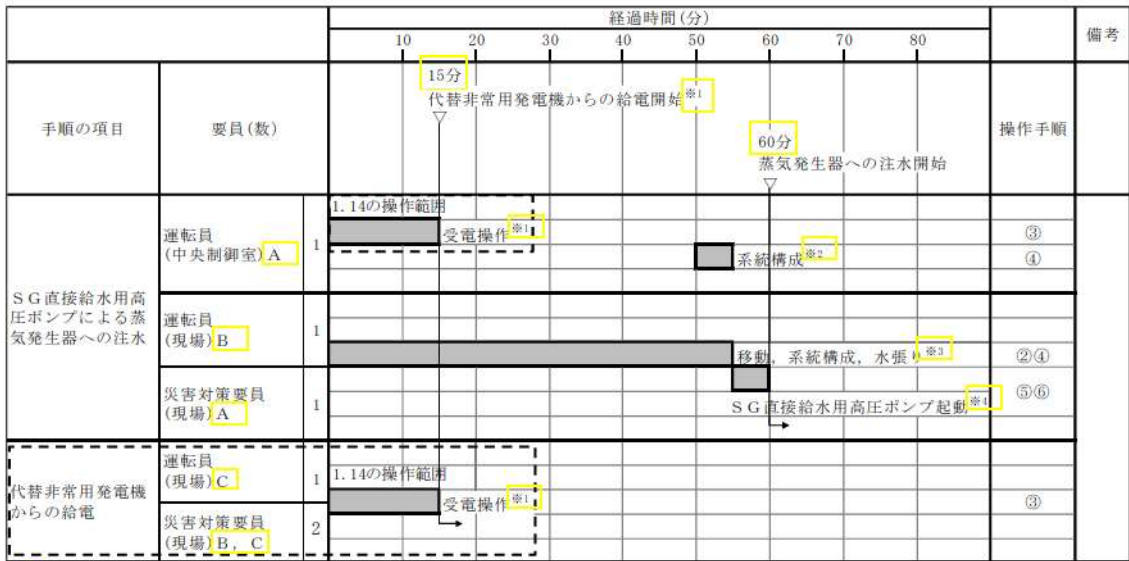 経過時間(分)
備考
10 20 30 40 50 60 70 80
手順の項目
要員(数)
操作手順
15分
代替非常用発電機からの給電開始※1
60分
蒸気発生器への注水開始
SG直接給水用高
圧ポンプによる蒸
気発生器への注水
運転員
(中央制御室)A
1
1.14の操作範囲
受電操作※1
系統構成※2
③
④
運転員
(現場)B
1
移動，系統構成，水張り※3
②④
災害対策要員
(現場)A
1
SG直接給水用高圧ポンプ起動※4
⑤⑥
代替非常用発電機
からの給電
運転員
(現場)C
1
1.14の操作範囲
受電操作※1
③
災害対策要員
(現場)B，C
2